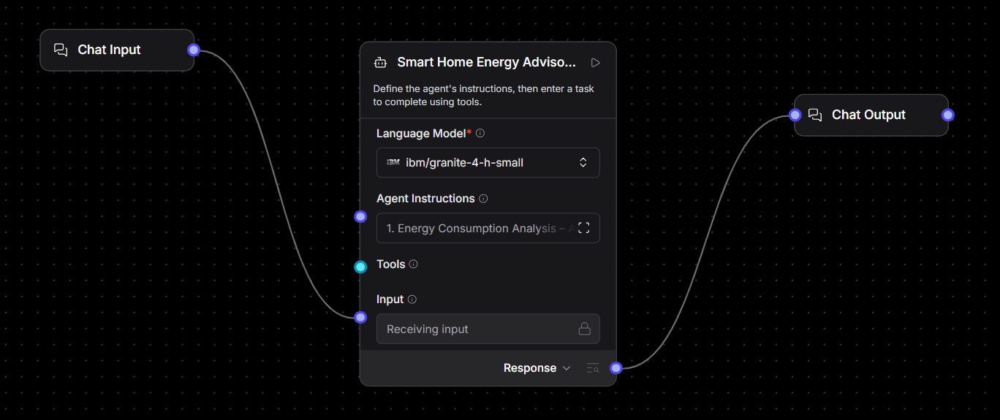 Chat Input
Smart Home Energy Adviso...
Define the agent's instructions, then enter a task
to complete using tools.
Language Model*
IBM ibm/granite-4-h-small
Agent Instructions
1. Energy Consumption Analysis – A
Tools
Input
Receiving input
Response
Chat Output